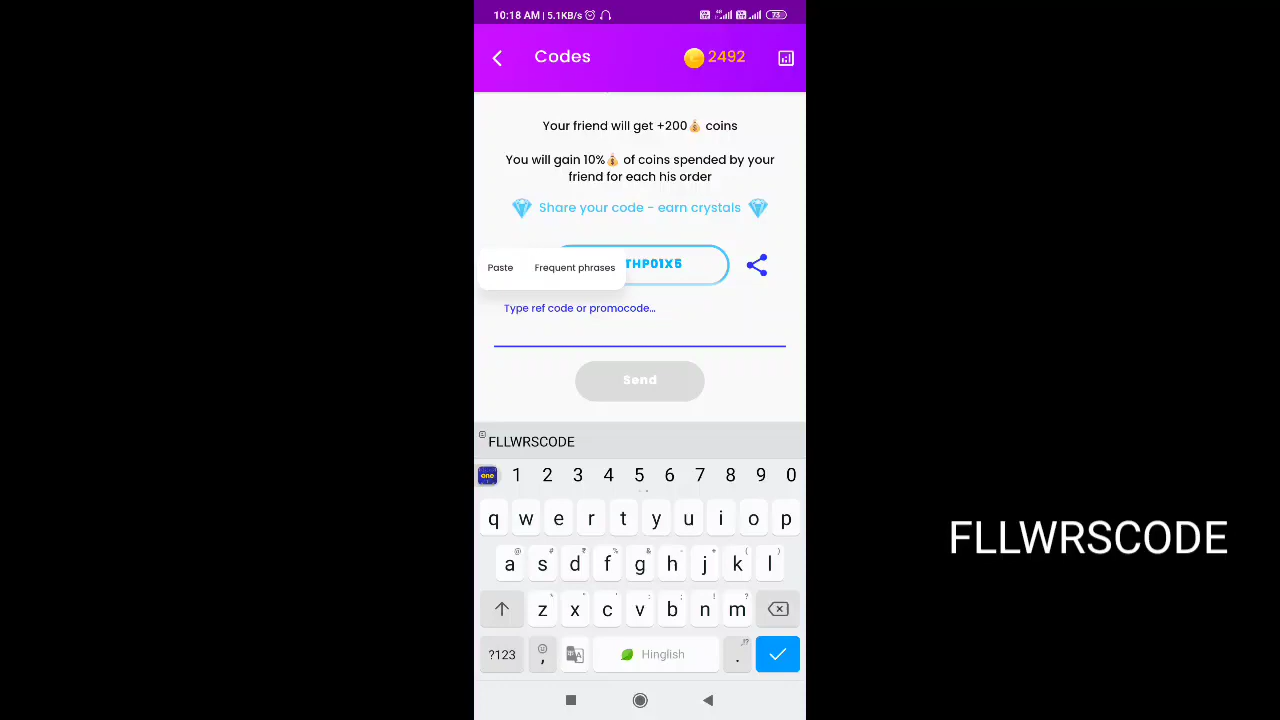 10:18 AM | 5.1KB/s
73
Codes
2492
Your friend will get +200 coins
You will gain 10% of coins spended by your
friend for each his order
Share your code - earn crystals
Paste Frequent phrases
THP01X5
Type ref code or promocode...
Send
FLLWRSCODE
one 1 2 3 4 5 6 7 8 9 0
q w e r t y u i o p
@ # ₹ % & - + ( )
a s d f g h j k l
FLLWRSCODE
* " ' : ; ! ?
z x c v b n m
?123 , Hinglish . ,!?